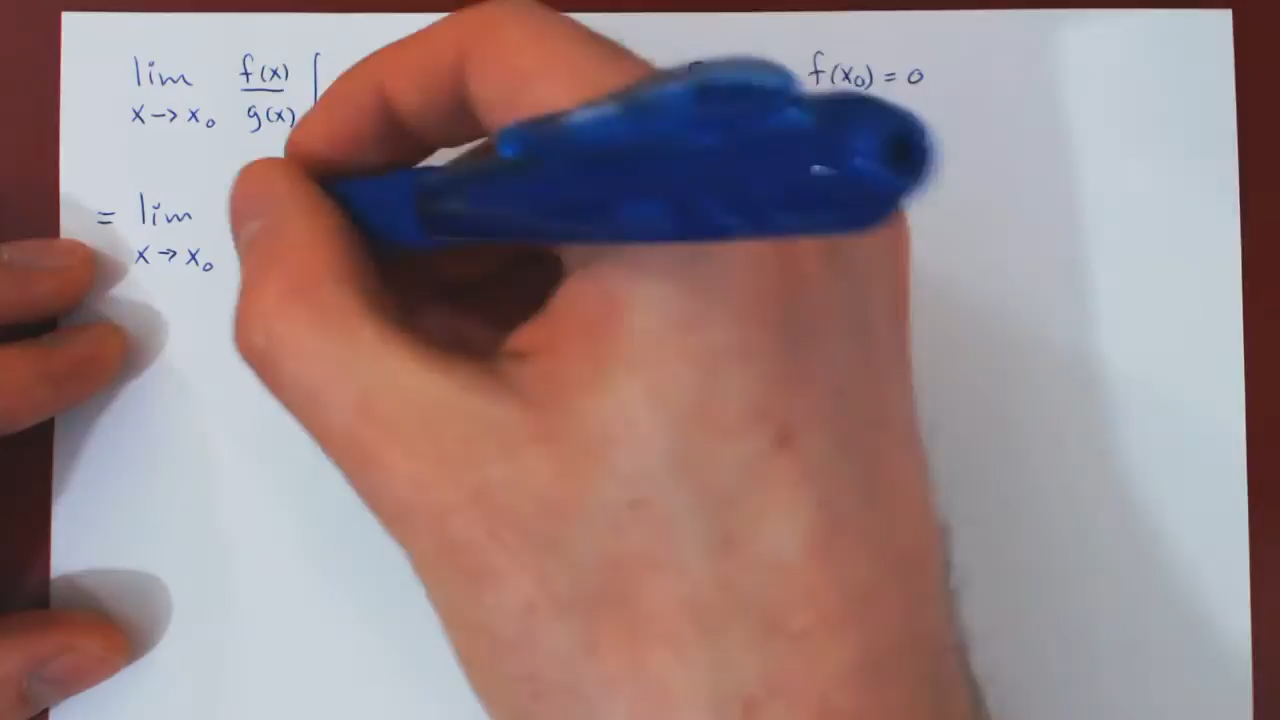 lim f(x) [ f(x₀) = 0
x → x₀ g(x)
= lim
x → x₀